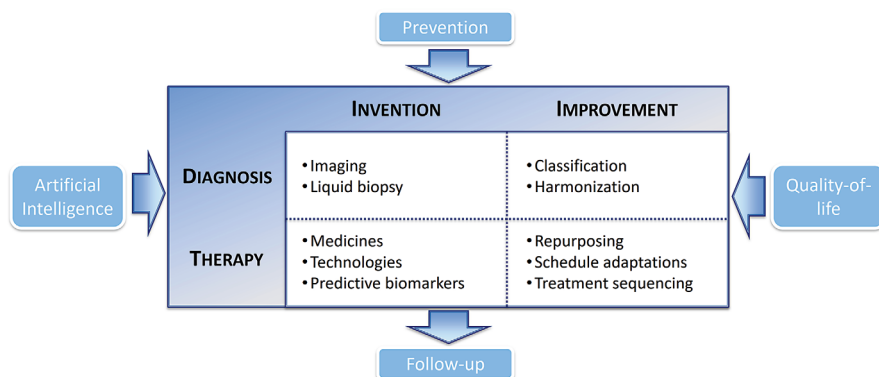 Prevention
INVENTION IMPROVEMENT
Artificial
Intelligence
DIAGNOSIS
• Imaging
• Liquid biopsy
• Classification
• Harmonization
Quality-of-
life
THERAPY
• Medicines
• Technologies
• Predictive biomarkers
• Repurposing
• Schedule adaptations
• Treatment sequencing
Follow-up